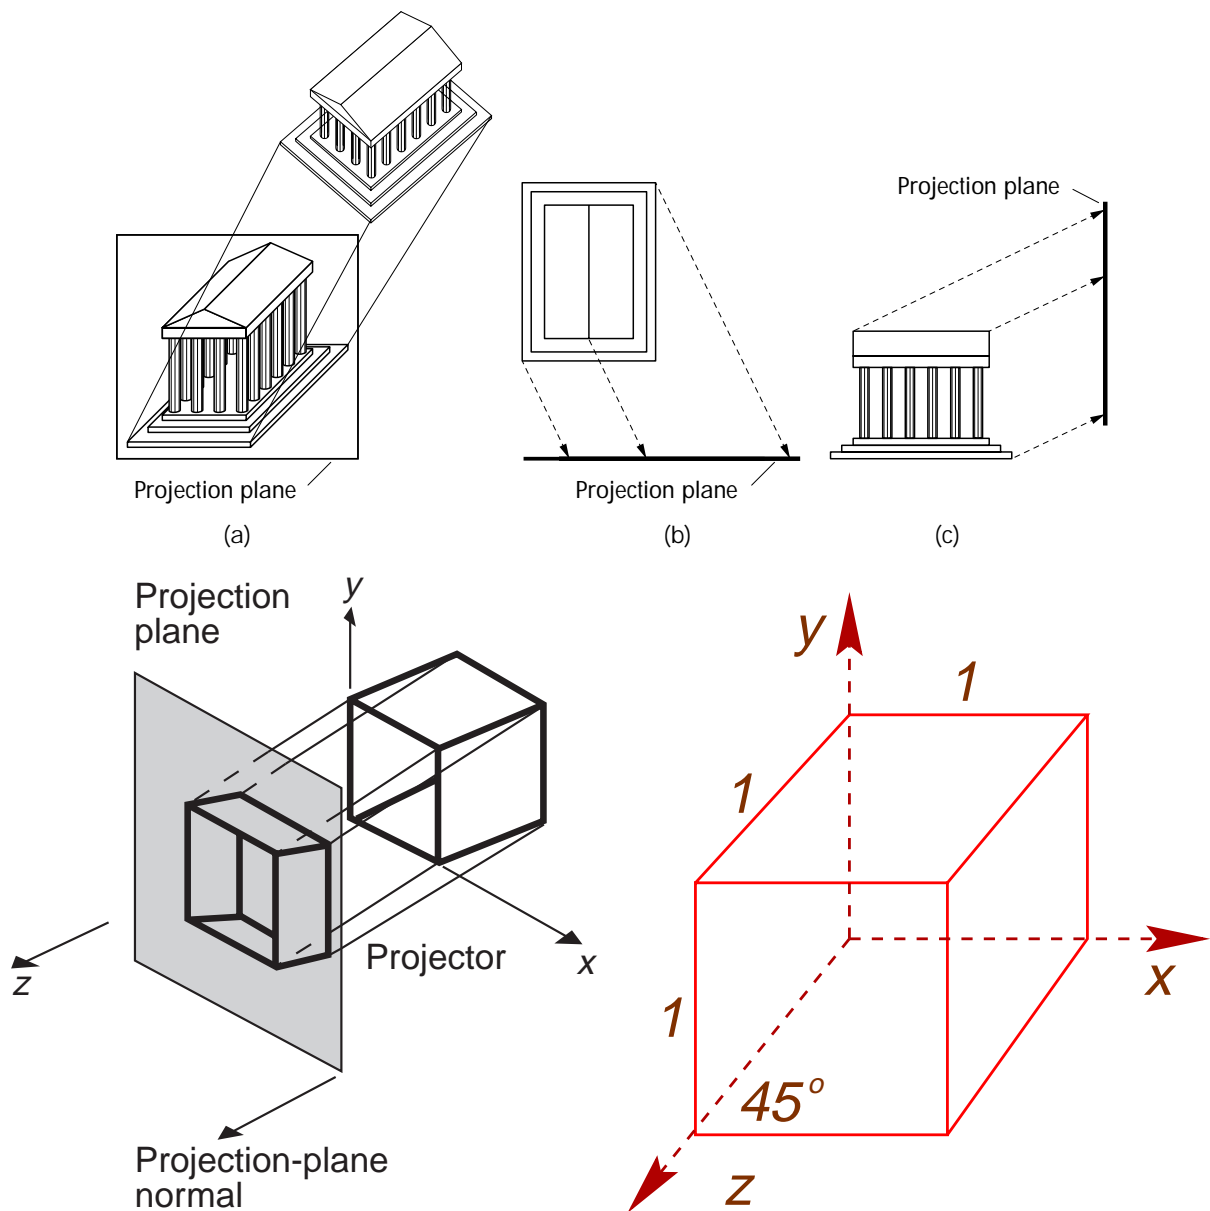 Projection plane
Projection plane
Projection plane
(a)
(b)
(c)
Projection
plane
y
Projector
x
z
Projection-plane
normal
y
1
1
1
x
45°
z